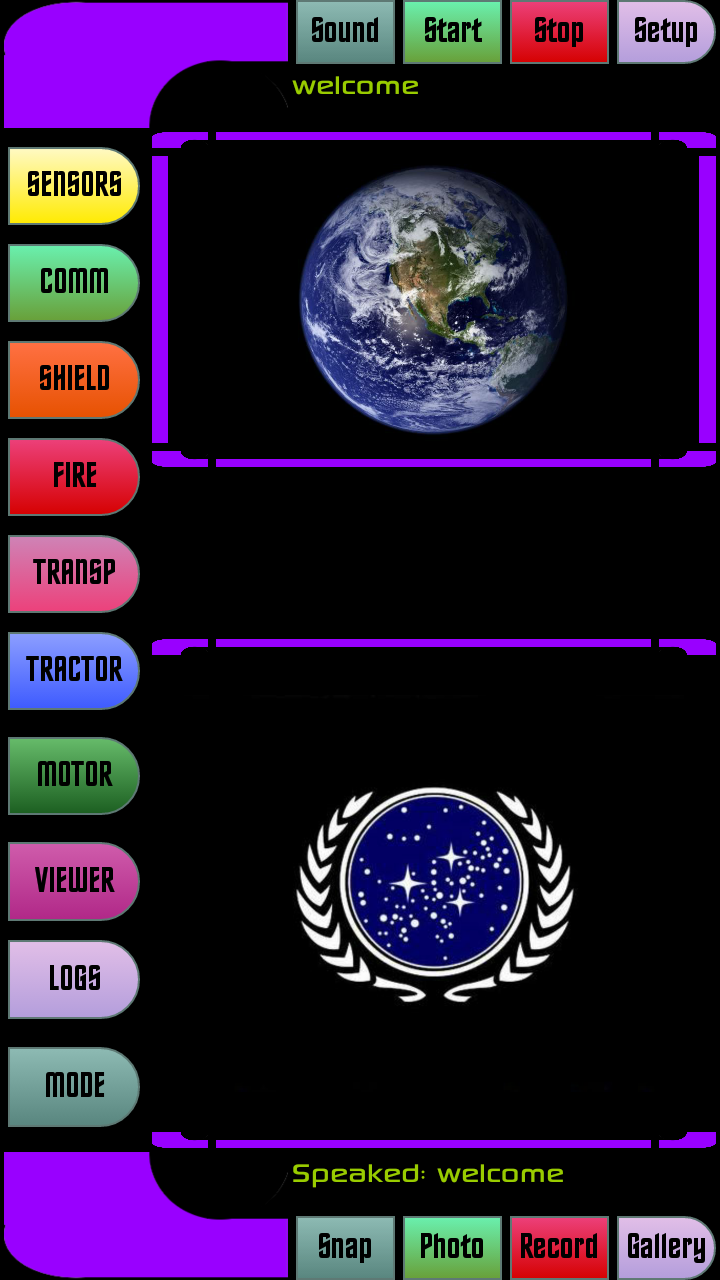 Sound Start Stop Setup
welcome
SENSORS
COMM
SHIELD
FIRE
TRANSP
TRACTOR
MOTOR
VIEWER
LOGS
MODE
Speaked: welcome
Snap Photo Record Gallery